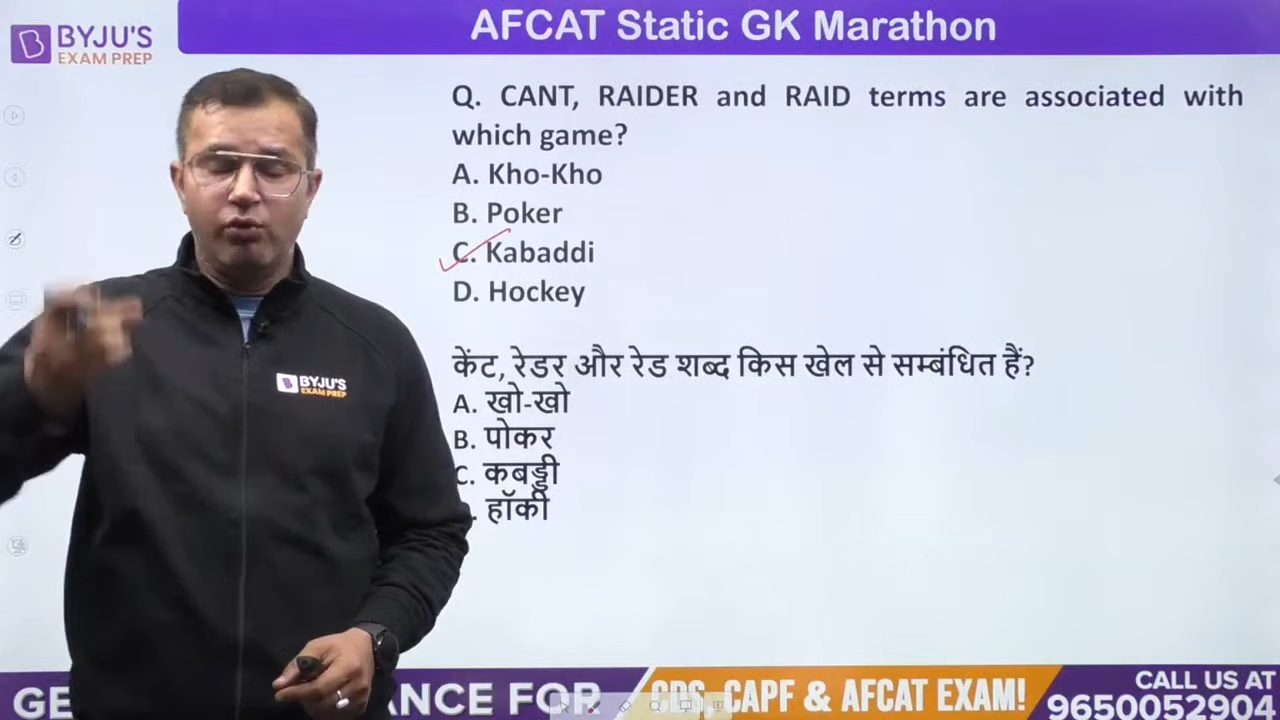 AFCAT Static GK Marathon
BYJU'S
EXAM PREP
Q. CANT, RAIDER and RAID terms are associated with
which game?
A. Kho-Kho
B. Poker
C. Kabaddi
D. Hockey
केंट, रेडर और रेड शब्द किस खेल से सम्बंधित हैं?
A. खो-खो
B. पोकर
C. कबड्डी
. हॉकी
BYJU'S
EXAM PREP
GE
ANCE FOR
CDS, CAPF & AFCAT EXAM!
CALL US AT
9650052904